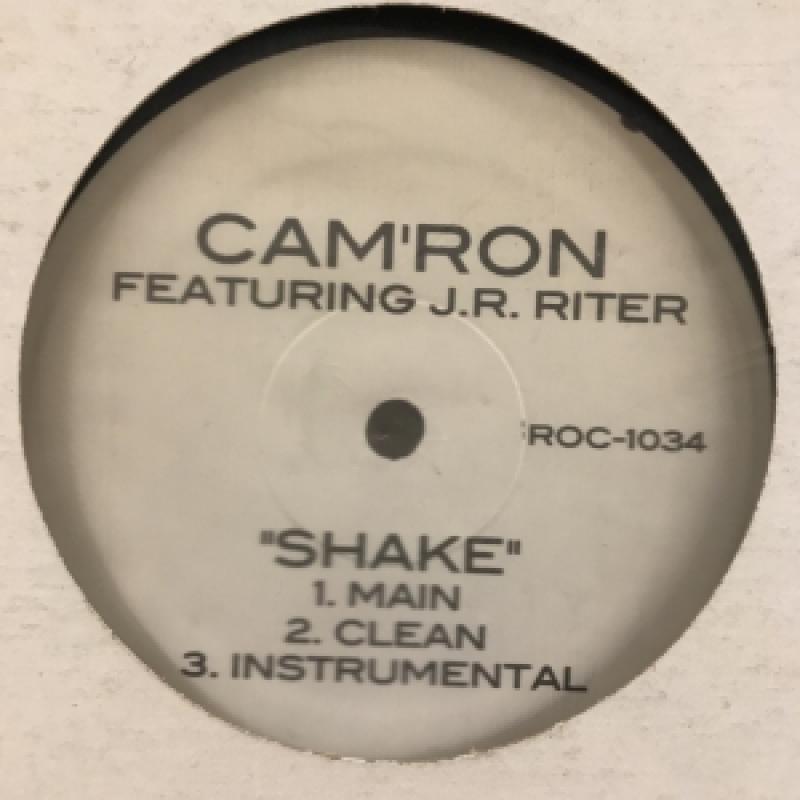 CAM'RON
FEATURING J.R. RITER
ROC-1034
"SHAKE"
1. MAIN
2. CLEAN
3. INSTRUMENTAL